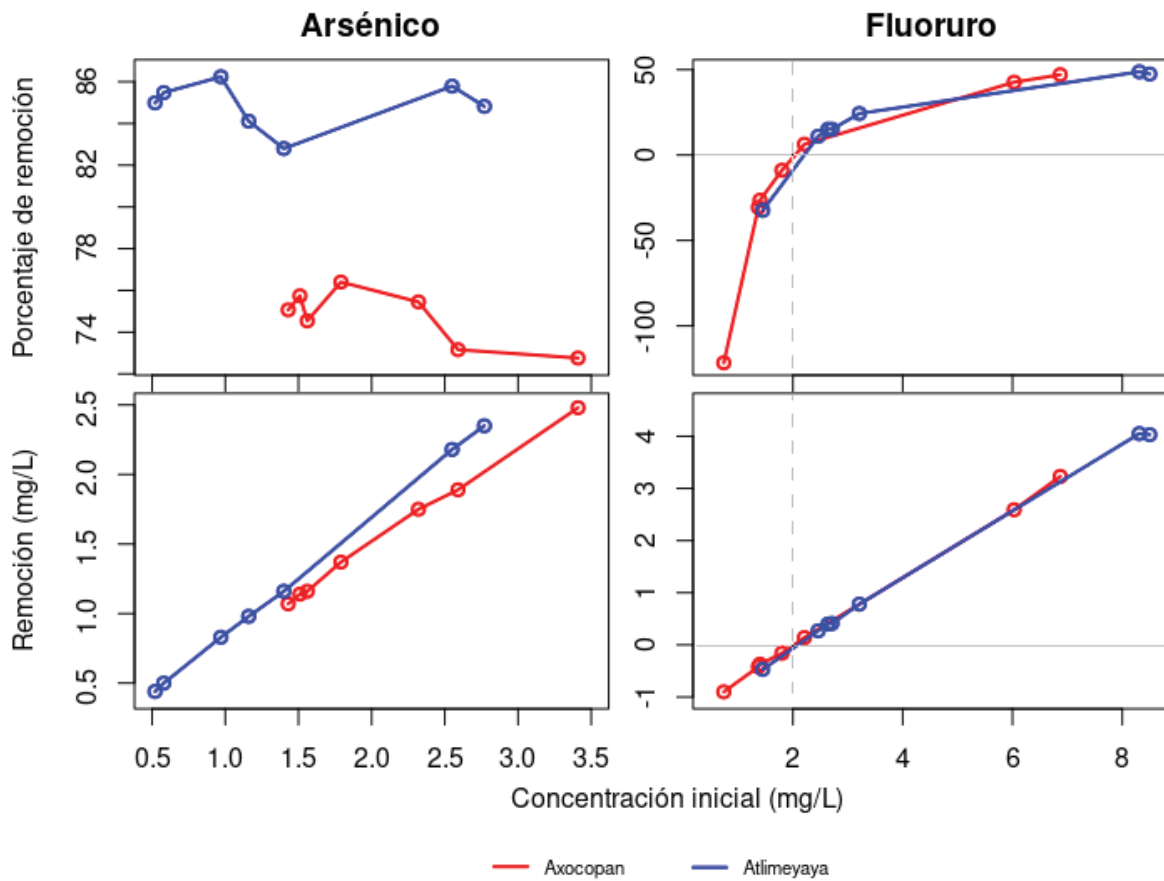 Arsénico
Fluoruro
Porcentaje de remoción
86
82
78
74
50
0
-50
-100
Remoción (mg/L)
2.5
2.0
1.5
1.0
0.5
4
3
2
1
0
-1
0.5 1.0 1.5 2.0 2.5 3.0 3.5
2 4 6 8
Concentración inicial (mg/L)
Axocopan
Atlimeyaya